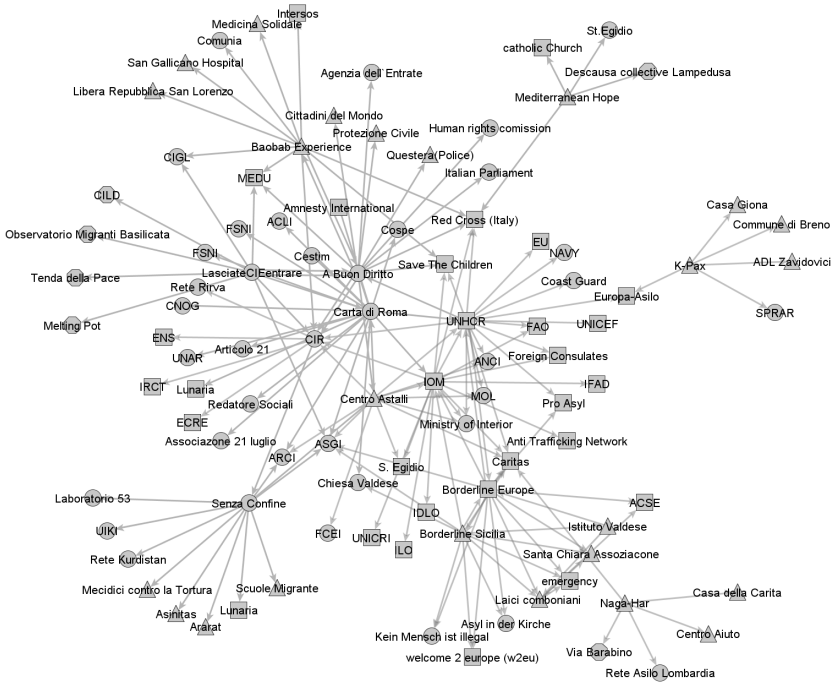 Intersos
Medicina Solidale
St.Egidio
Comunia
catholic Church
San Gallicano Hospital
Agenzia dell`Entrate
Descausa collective Lampedusa
Libera Repubblica San Lorenzo
Mediterranean Hope
Cittadini del Mondo
Protezione Civile
Human rights comission
Baobab Experience
CIGL
Questera(Police)
MEDU
Italian Parliament
CILD
Amnesty International
Casa Giona
ACLI
Red Cross (Italy)
Commune di Breno
FSNI
Cospe
Observatorio Migranti Basilicata
EU
NAVY
FSNI
Cestim
Save The Children
K-Pax
ADL Zavidovici
Tenda della Pace
LasciateCIEentrare
A Buon Diritto
Coast Guard
Rete Rirva
Europa-Asilo
CNOG
Carta di Roma
SPRAR
Melting Pot
UNHCR
FAO
UNICEF
ENS
CIR
Articolo 21
UNAR
ANCI
Foreign Consulates
IRCT
Lunaria
IOM
IFAD
Redatore Sociali
Centro Astalli
MOL
Pro Asyl
ECRE
Ministry of Interior
Associazone 21 luglio
ASGI
Anti Trafficking Network
ARCI
S. Egidio
Caritas
Chiesa Valdese
Borderline Europe
Laboratorio 53
Senza Confine
ACSE
IDLO
UIKI
FCEI
UNICRI
Borderline Sicilia
Istituto Valdese
ILO
Rete Kurdistan
Santa Chiara Assoziacone
emergency
Mecidici contro la Tortura
Scuole Migrante
Laici comboniani
Naga-Har
Casa della Carita
Asinitas
Lunaria
Ararat
Asyl in der Kirche
Kein Mensch ist illegal
Centro Aiuto
welcome 2 europe (w2eu)
Via Barabino
Rete Asilo Lombardia